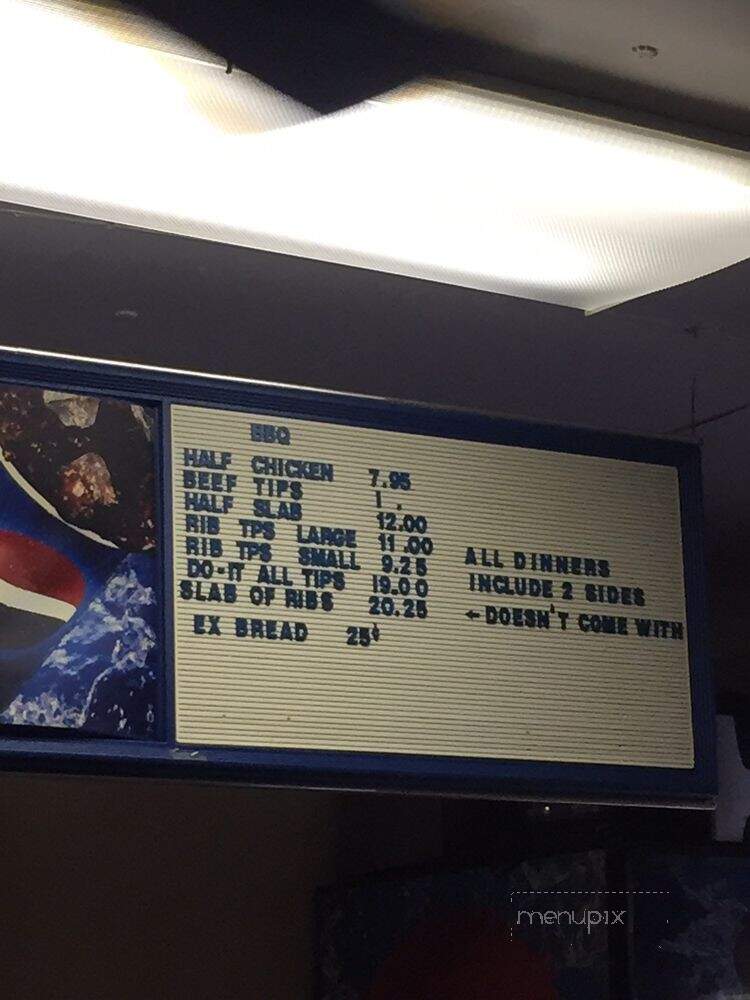 BBQ
HALF CHICKEN 7.95
BEEF TIPS 1 .
HALF SLAB 12.00
RIB TPS LARGE 11.00
RIB TPS SMALL 9.25
DO-IT ALL TIPS 19.00
SLAB OF RIBS 20.25
EX BREAD 25¢
ALL DINNERS
INCLUDE 2 SIDES
←DOESN'T COME WITH
menupix